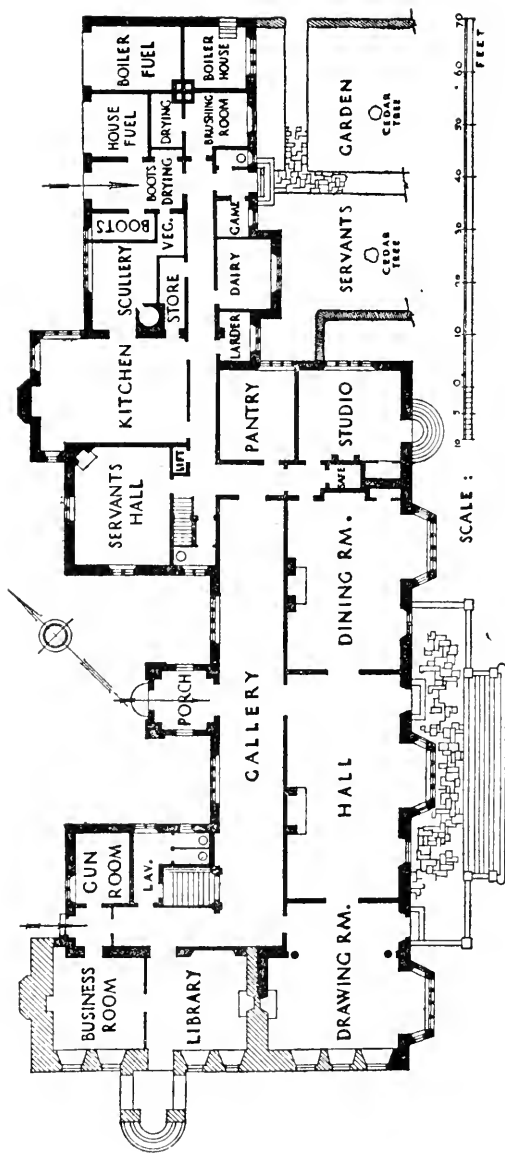 BUSINESS
ROOM
GUN
ROOM
LAV.
LIBRARY
PORCH
GALLERY
DRAWING RM.
HALL
DINING RM.
SERVANTS
HALL
LIFT
KITCHEN
SCULLERY
STORE
VEG.
BOOTS
BOOTS
DRYING
HOUSE
FUEL
DRYING
BOILER
FUEL
BOILER
HOUSE
BRUSHING
ROOM
GAME
DAIRY
LARDER
PANTRY
STUDIO
SAFE
SERVANTS
GARDEN
CEDAR
TREE
CEDAR
TREE
SCALE :
10 5 0 10 20 30 40 50 60 70
FEET